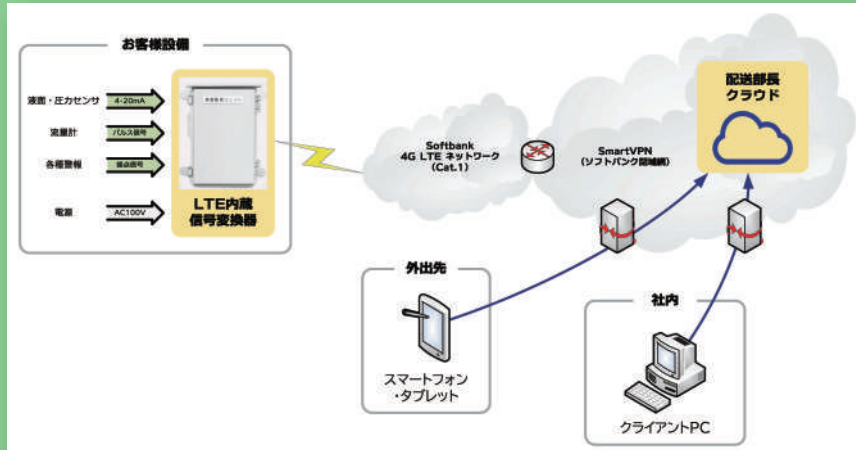 お客様設備
液面・圧力センサ
4-20mA
流量計
パルス信号
各種警報
接点信号
電源
AC100V
LTE内蔵
信号変換器
Softbank
4G LTE ネットワーク
(Cat.1)
SmartVPN
(ソフトバンク閉域網)
配送部長
クラウド
外出先
スマートフォン
・タブレット
社内
クライアントPC